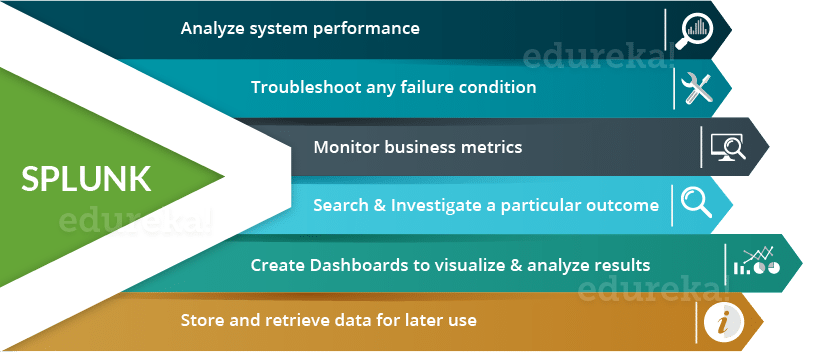 Analyze system performance
edureka!
Troubleshoot any failure condition
Monitor business metrics
SPLUNK
Search & Investigate a particular outcome
edureka!
Create Dashboards to visualize & analyze results
edureka!
Store and retrieve data for later use
i